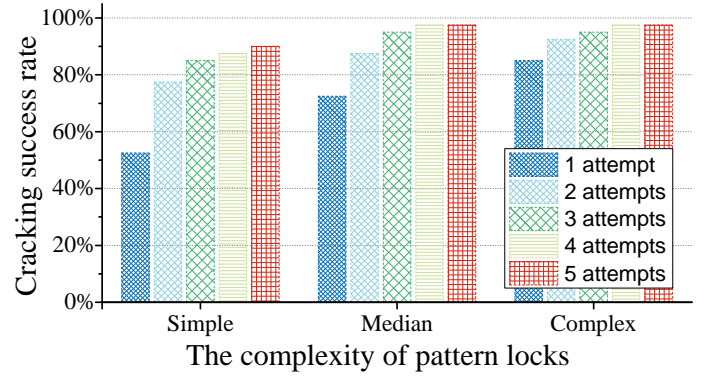 Cracking success rate
100%
80%
60%
40%
20%
0%
1 attempt
2 attempts
3 attempts
4 attempts
5 attempts
Simple Median Complex
The complexity of pattern locks